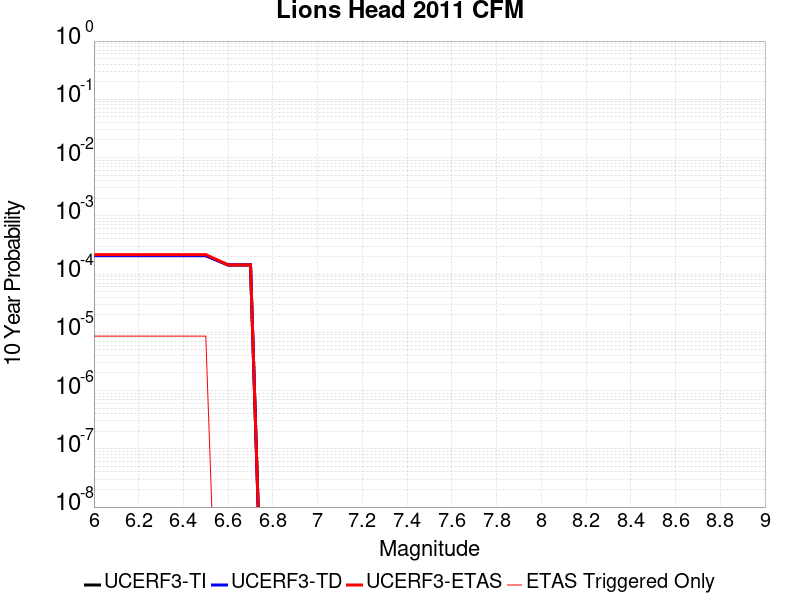 Lions Head 2011 CFM
10^0
10^-1
10^-2
10^-3
10^-4
10^-5
10^-6
10^-7
10^-8
10 Year Probability
6 6.2 6.4 6.6 6.8 7 7.2 7.4 7.6 7.8 8 8.2 8.4 8.6 8.8 9
Magnitude
UCERF3-TI UCERF3-TD UCERF3-ETAS ETAS Triggered Only